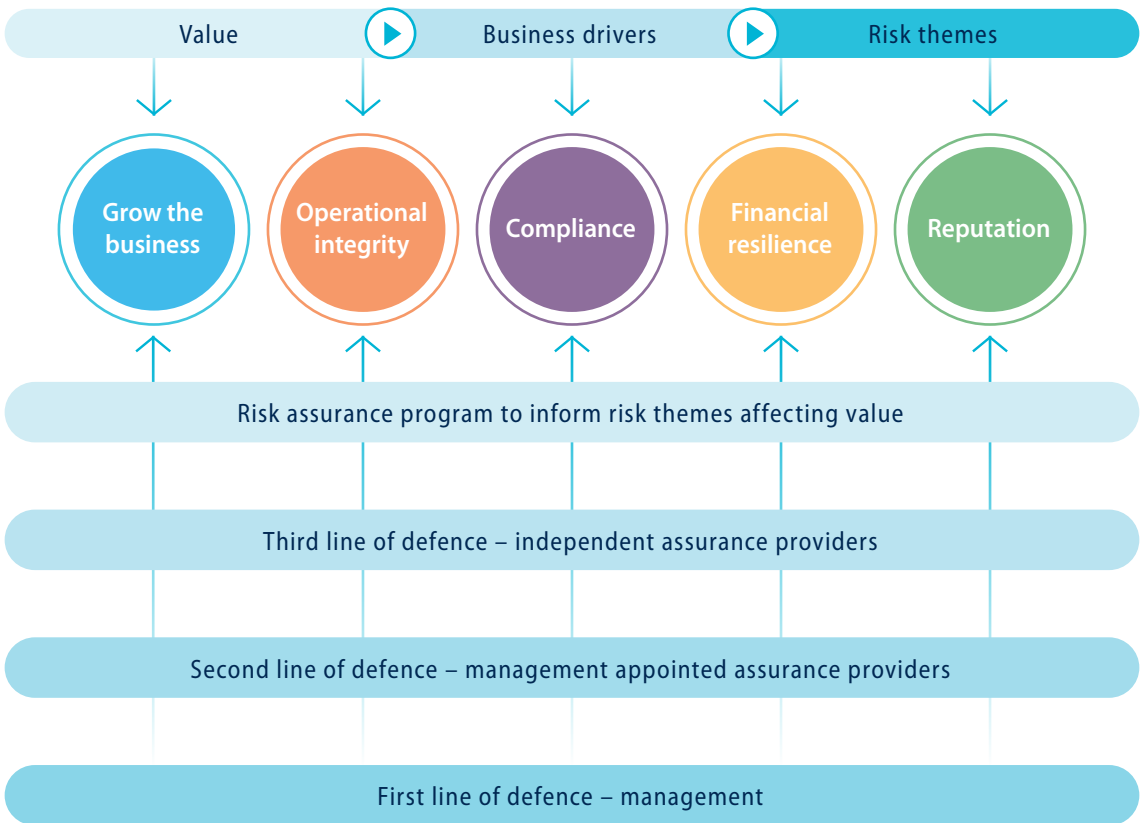 Value
Business drivers
Risk themes
Grow the
business
Operational
integrity
Compliance
Financial
resilience
Reputation
Risk assurance program to inform risk themes affecting value
Third line of defence – independent assurance providers
Second line of defence – management appointed assurance providers
First line of defence – management